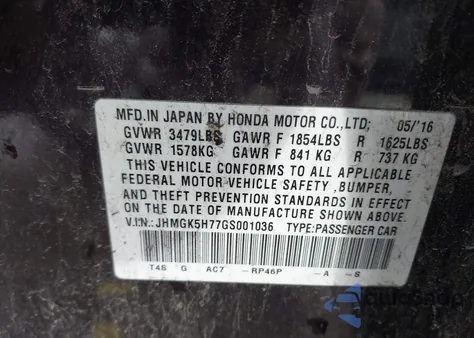 MFD.IN JAPAN BY HONDA MOTOR CO.,LTD; 05/'16
GVWR 3479LBS GAWR F 1854LBS R 1625LBS
GVWR 1578KG GAWR F 841 KG R 737 KG
THIS VEHICLE CONFORMS TO ALL APPLICABLE
FEDERAL MOTOR VEHICLE SAFETY ,BUMPER,
AND THEFT PREVENTION STANDARDS IN EFFECT
ON THE DATE OF MANUFACTURE SHOWN ABOVE.
V.I.N.: JHMGK5H77GS001036 TYPE:PASSENGER CAR
T4S G AC7 -RP46P -A -S